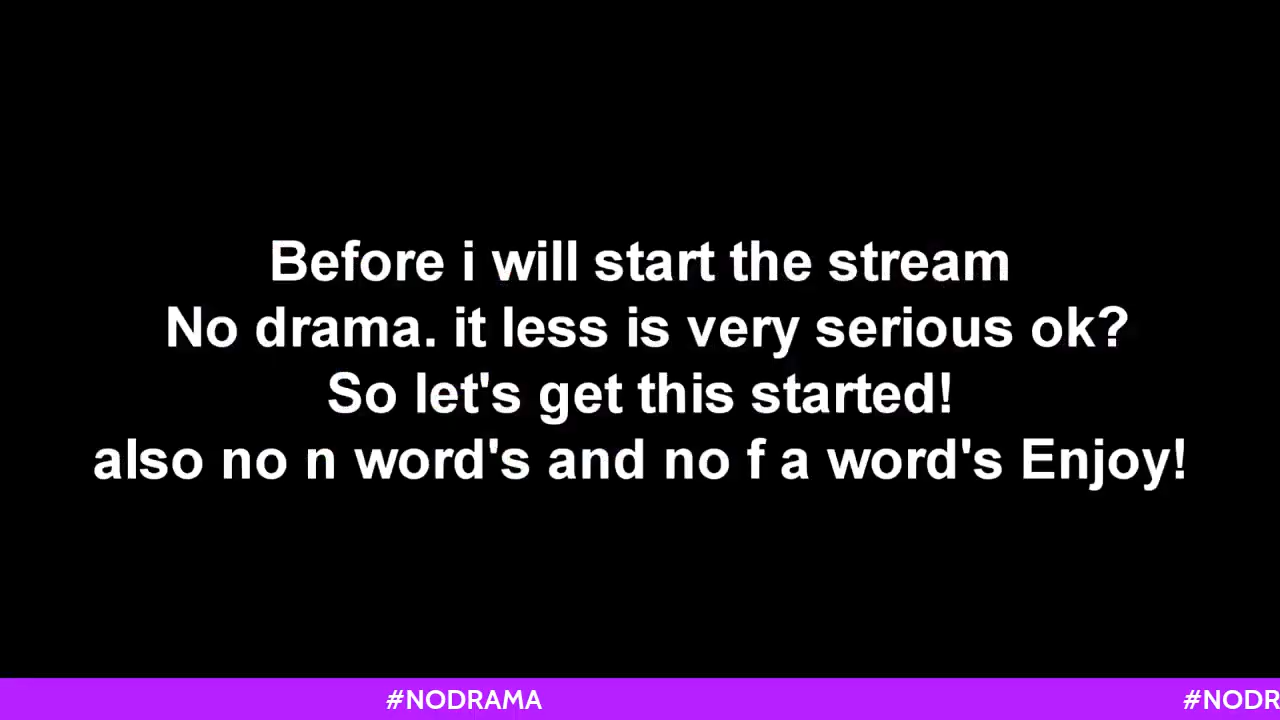 Before i will start the stream
No drama. it less is very serious ok?
So let's get this started!
also no n word's and no f a word's Enjoy!
#NODRAMA #NODR